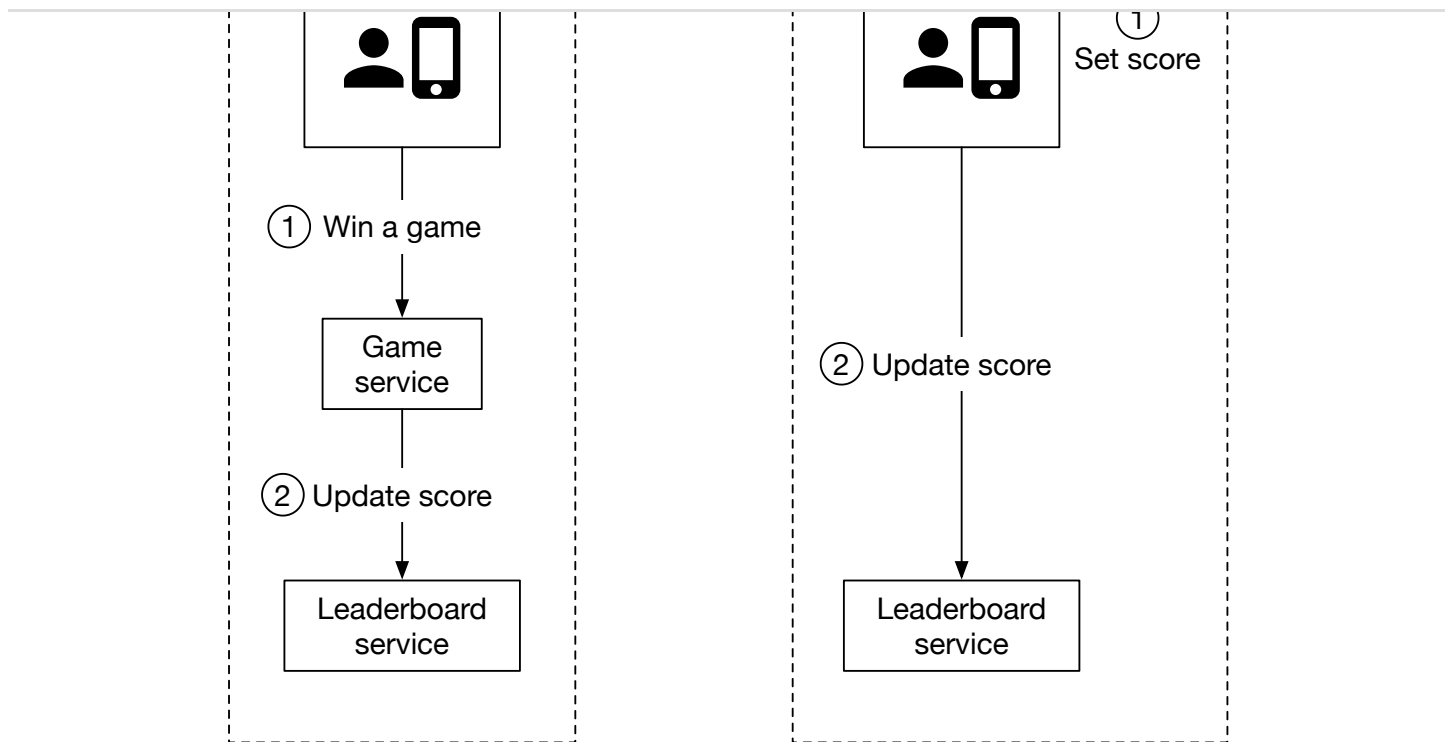 1 Win a game
Game
service
2 Update score
Leaderboard
service
1
Set score
2 Update score
Leaderboard
service